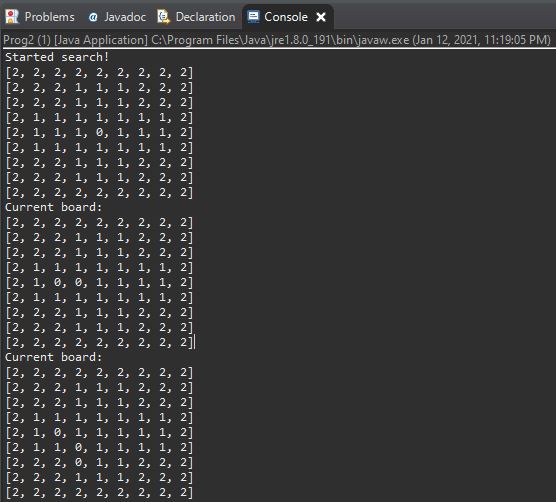 Problems @ Javadoc Declaration Console
Prog2 (1) [Java Application] C:\Program Files\Java\jre1.8.0_191\bin\javaw.exe (Jan 12, 2021, 11:19:05 PM)
Started search!
[2, 2, 2, 2, 2, 2, 2, 2, 2]
[2, 2, 2, 1, 1, 1, 2, 2, 2]
[2, 2, 2, 1, 1, 1, 2, 2, 2]
[2, 1, 1, 1, 1, 1, 1, 1, 2]
[2, 1, 1, 1, 0, 1, 1, 1, 2]
[2, 1, 1, 1, 1, 1, 1, 1, 2]
[2, 2, 2, 1, 1, 1, 2, 2, 2]
[2, 2, 2, 1, 1, 1, 2, 2, 2]
[2, 2, 2, 2, 2, 2, 2, 2, 2]
Current board:
[2, 2, 2, 2, 2, 2, 2, 2, 2]
[2, 2, 2, 1, 1, 1, 2, 2, 2]
[2, 2, 2, 1, 1, 1, 2, 2, 2]
[2, 1, 1, 1, 1, 1, 1, 1, 2]
[2, 1, 0, 0, 1, 1, 1, 1, 2]
[2, 1, 1, 1, 1, 1, 1, 1, 2]
[2, 2, 2, 1, 1, 1, 2, 2, 2]
[2, 2, 2, 1, 1, 1, 2, 2, 2]
[2, 2, 2, 2, 2, 2, 2, 2, 2]
Current board:
[2, 2, 2, 2, 2, 2, 2, 2, 2]
[2, 2, 2, 1, 1, 1, 2, 2, 2]
[2, 2, 2, 1, 1, 1, 2, 2, 2]
[2, 1, 1, 1, 1, 1, 1, 1, 2]
[2, 1, 0, 1, 1, 1, 1, 1, 2]
[2, 1, 1, 0, 1, 1, 1, 1, 2]
[2, 2, 2, 0, 1, 1, 2, 2, 2]
[2, 2, 2, 1, 1, 1, 2, 2, 2]
[2, 2, 2, 2, 2, 2, 2, 2, 2]